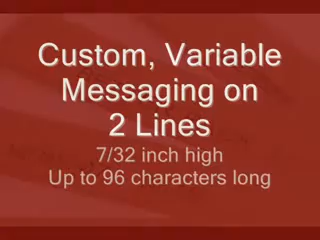 Custom, Variable
Messaging on
2 Lines
7/32 inch high
Up to 96 characters long